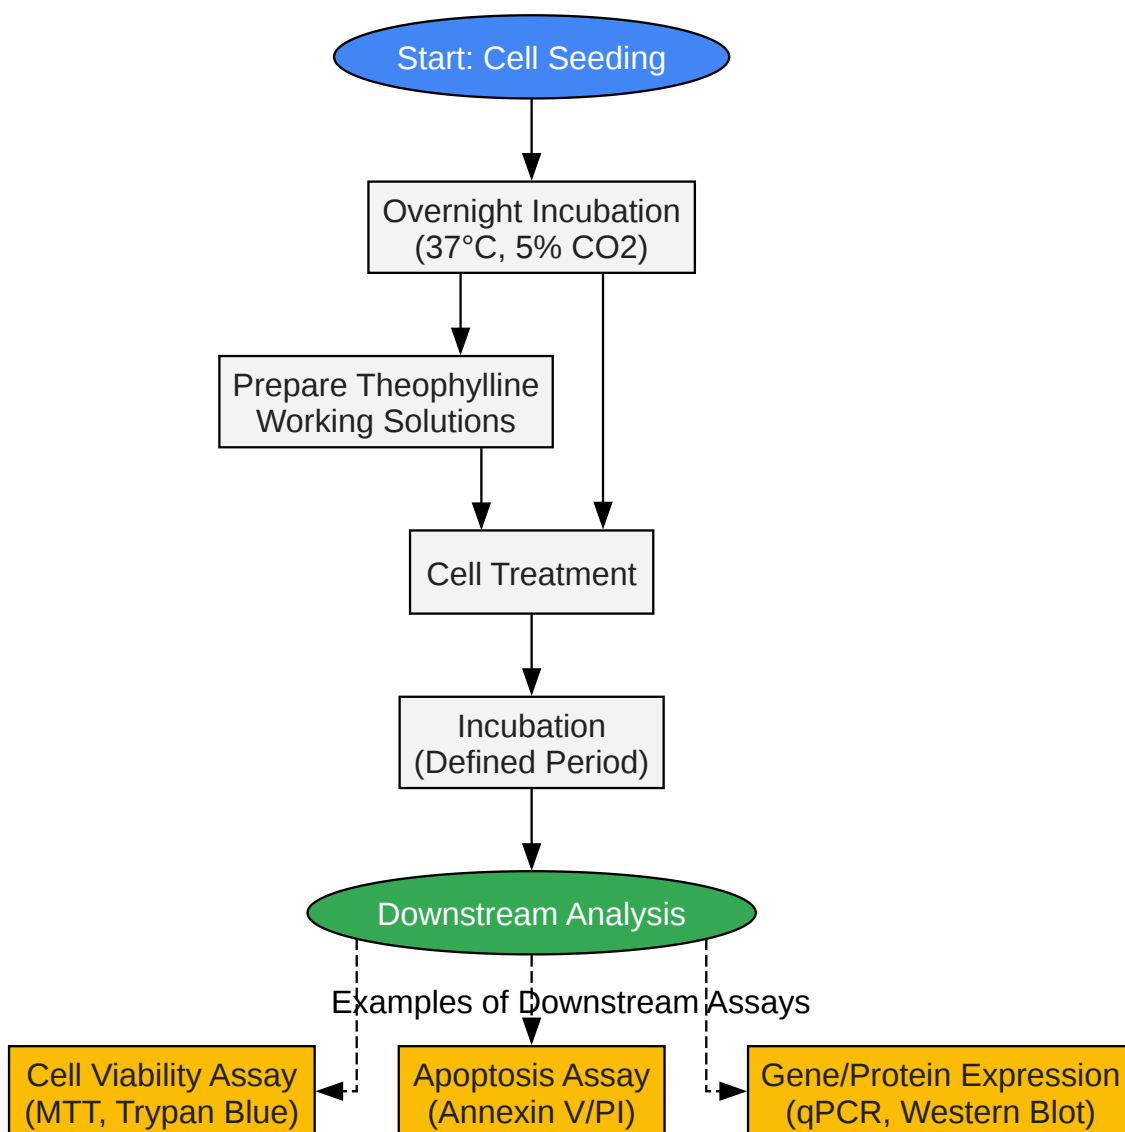 Start: Cell Seeding
Overnight Incubation
(37°C, 5% CO2)
Prepare Theophylline
Working Solutions
Cell Treatment
Incubation
(Defined Period)
Downstream Analysis
Examples of Downstream Assays
Cell Viability Assay
(MTT, Trypan Blue)
Apoptosis Assay
(Annexin V/PI)
Gene/Protein Expression
(qPCR, Western Blot)